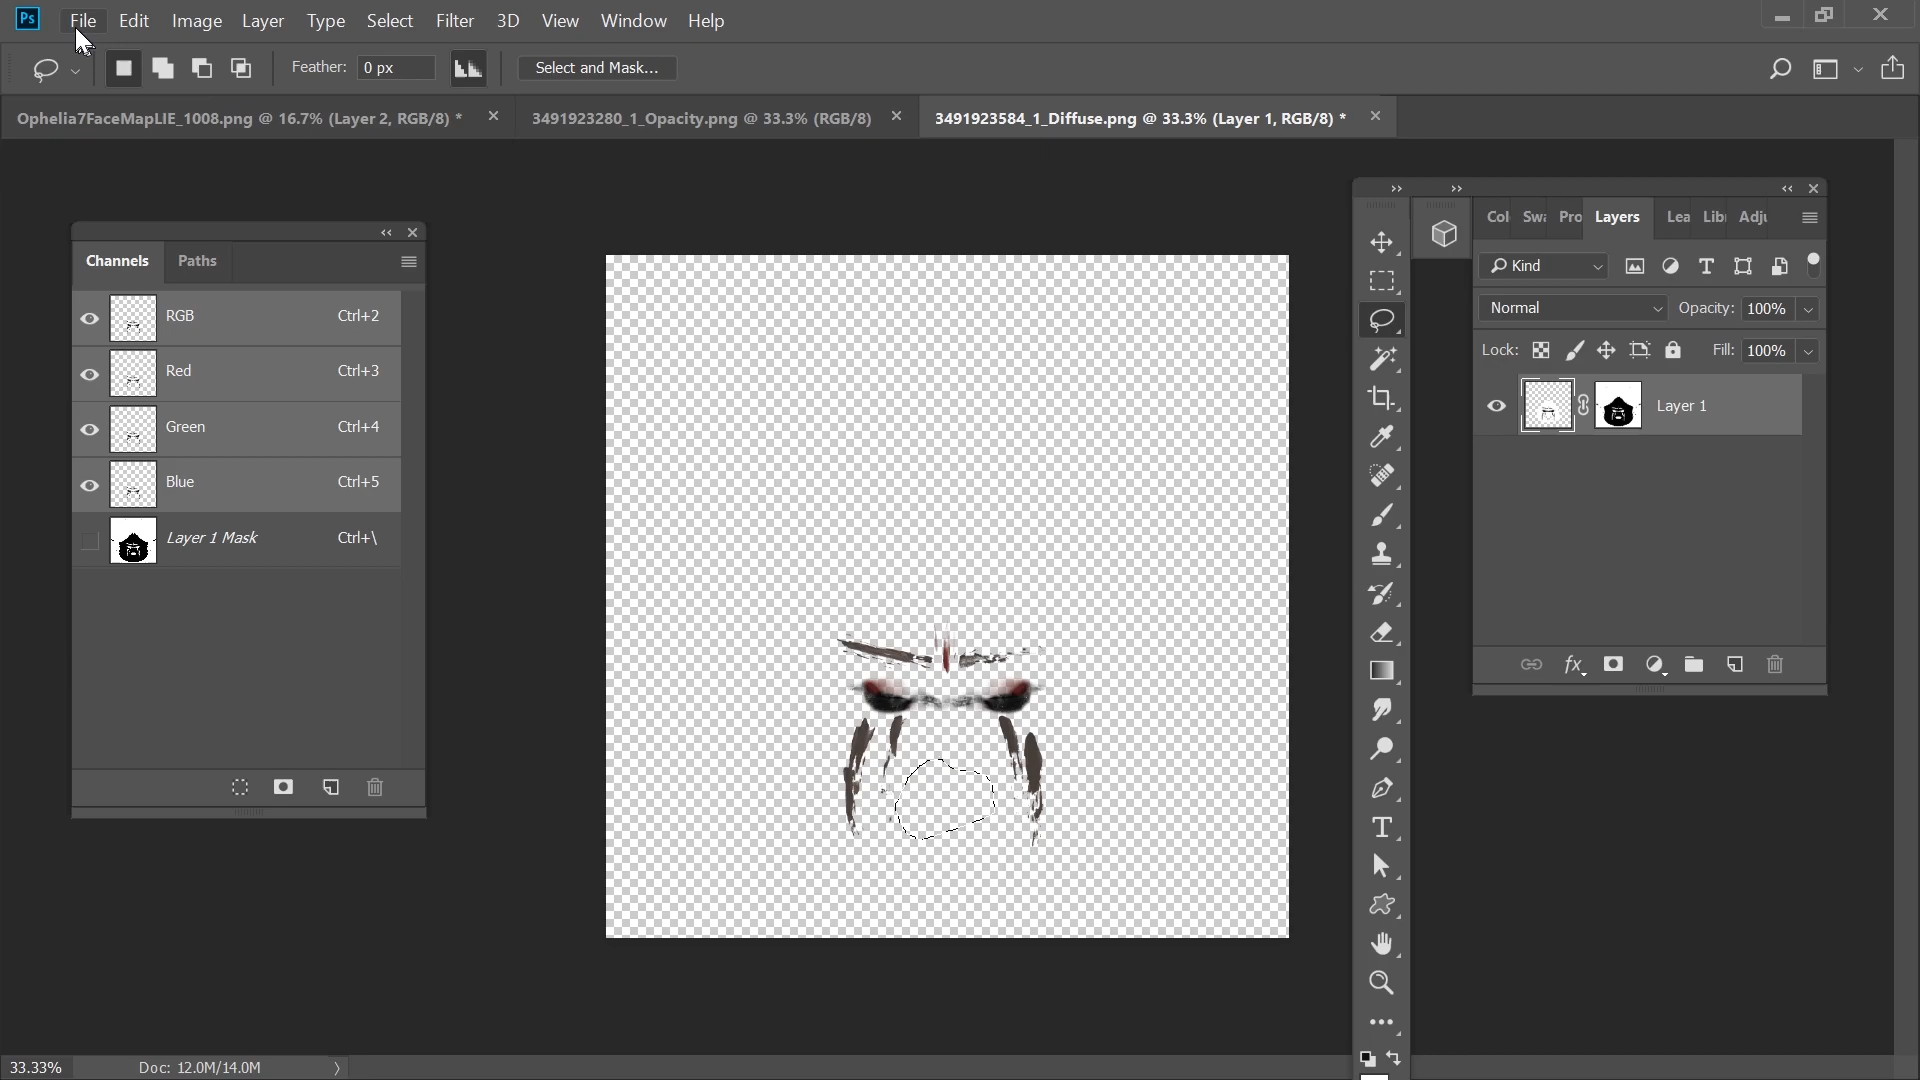 Ps File Edit Image Layer Type Select Filter 3D View Window Help
Feather: 0 px Select and Mask...
Ophelia7FaceMapLIE_1008.png @ 16.7% (Layer 2, RGB/8) * 3491923280_1_Opacity.png @ 33.3% (RGB/8) 3491923584_1_Diffuse.png @ 33.3% (Layer 1, RGB/8) *
Channels Paths
RGB Ctrl+2
Red Ctrl+3
Green Ctrl+4
Blue Ctrl+5
Layer 1 Mask Ctrl+\
Col Swa Pro Layers Lea Libr Adju
Kind
Normal Opacity: 100%
Lock: Fill: 100%
Layer 1
fx
33.33% Doc: 12.0M/14.0M